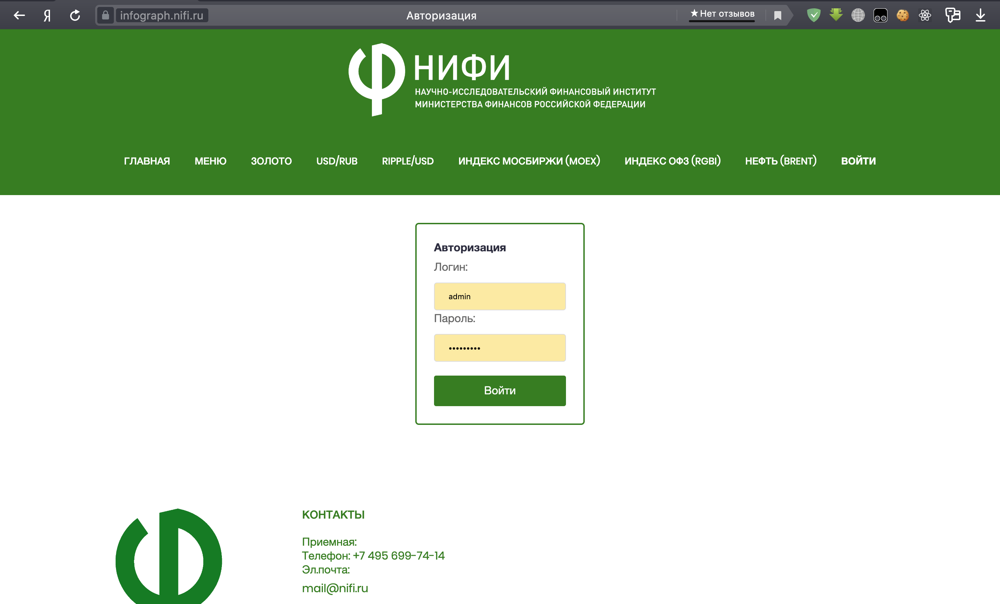 infograph.nifi.ru
Авторизация
★ Нет отзывов
НИФИ
НАУЧНО-ИССЛЕДОВАТЕЛЬСКИЙ ФИНАНСОВЫЙ ИНСТИТУТ
МИНИСТЕРСТВА ФИНАНСОВ РОССИЙСКОЙ ФЕДЕРАЦИИ
ГЛАВНАЯ МЕНЮ ЗОЛОТО USD/RUB RIPPLE/USD ИНДЕКС МОСБИРЖИ (MOEX) ИНДЕКС ОФЗ (RGBI) НЕФТЬ (BRENT) ВОЙТИ
Авторизация
Логин:
admin
Пароль:
•••••••••
Войти
КОНТАКТЫ
Приемная:
Телефон: +7 495 699-74-14
Эл.почта:
mail@nifi.ru